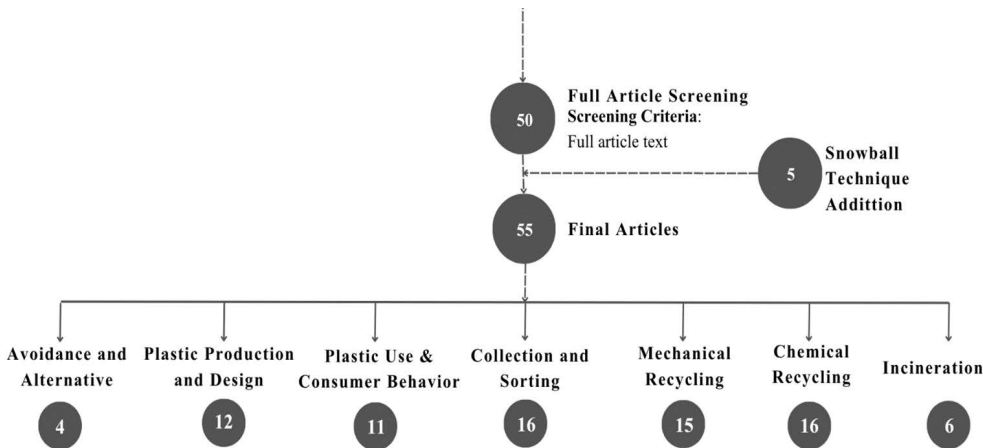 50
Full Article Screening
Screening Criteria:
Full article text
5
Snowball
Technique
Addittion
55
Final Articles
Avoidance and
Alternative
4
Plastic Production
and Design
12
Plastic Use &
Consumer Behavior
11
Collection and
Sorting
16
Mechanical
Recycling
15
Chemical
Recycling
16
Incineration
6